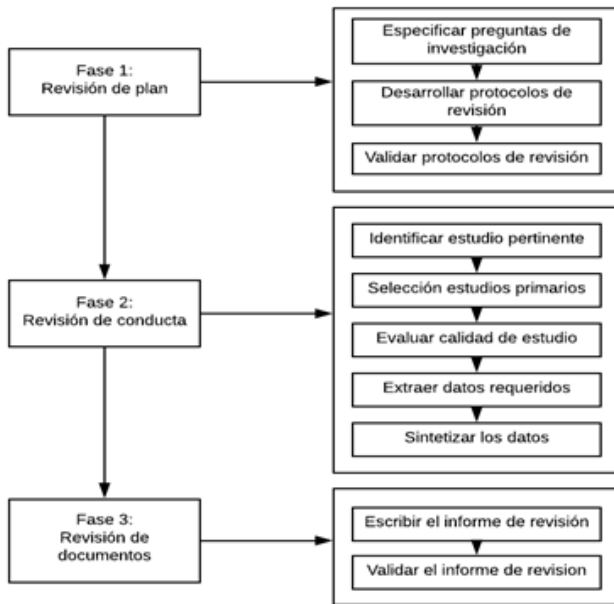 Fase 1:
Revisión de plan
Especificar preguntas de
investigación
Desarrollar protocolos de
revisión
Validar protocolos de revisión
Fase 2:
Revisión de conducta
Identificar estudio pertinente
Selección estudios primarios
Evaluar calidad de estudio
Extraer datos requeridos
Sintetizar los datos
Fase 3:
Revisión de
documentos
Escribir el informe de revisión
Validar el informe de revision